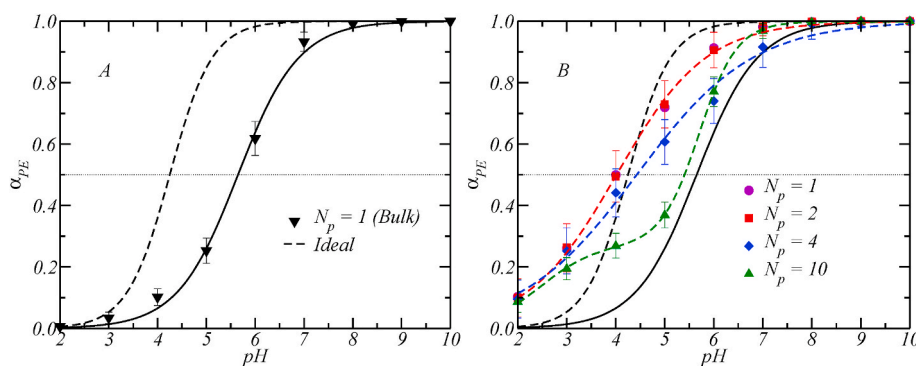 A
B
1.0
0.8
0.6
0.4
0.2
0.0
α_PE
N_p = 1 (Bulk)
Ideal
2 3 4 5 6 7 8 9 10
pH
1.0
0.8
0.6
0.4
0.2
0.0
α_PE
N_p = 1
N_p = 2
N_p = 4
N_p = 10
2 3 4 5 6 7 8 9 10
pH